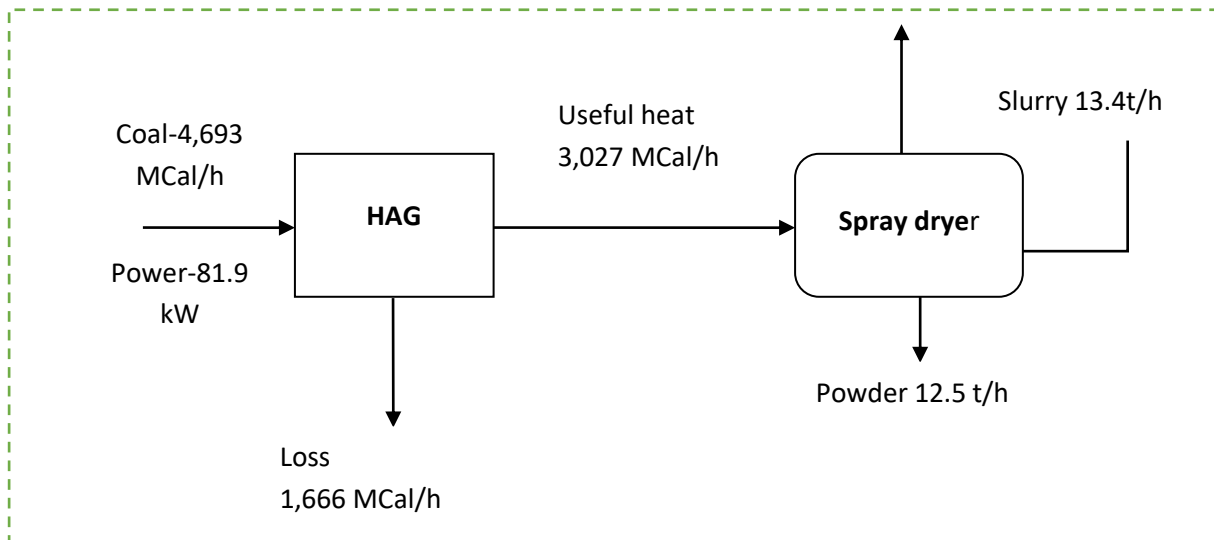 Coal-4,693
MCal/h
Power-81.9
kW
HAG
Loss
1,666 MCal/h
Useful heat
3,027 MCal/h
Spray dryer
Slurry 13.4t/h
Powder 12.5 t/h